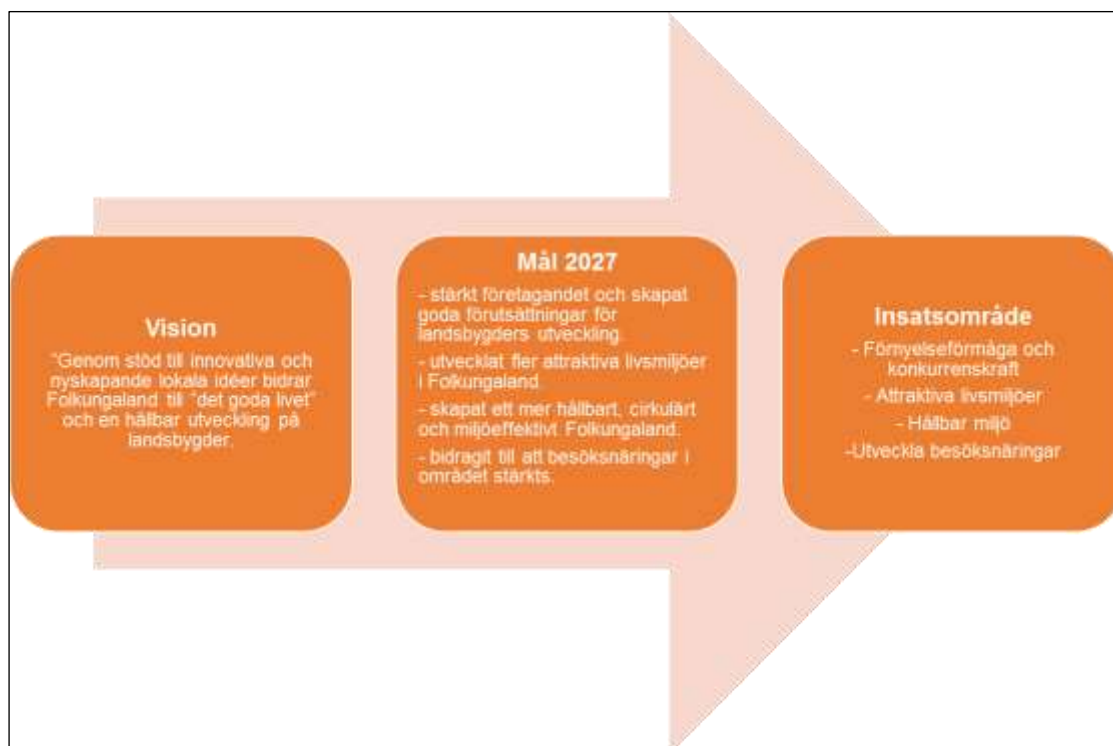 Vision
"Genom stöd till innovativa och
nyskapande lokala idéer bidrar
Folkungaland till "det goda livet"
och en hållbar utveckling på
landsbygder.
Mål 2027
- stärkt företagandet och skapat
goda förutsättningar för
landsbygders utveckling.
- utvecklat fler attraktiva livsmiljöer
i Folkungaland.
- skapat ett mer hållbart, cirkulärt
och miljöeffektivt Folkungaland.
- bidragit till att besöksnäringar i
området stärkts.
Insatsområde
- Förnyelseförmåga och
konkurrenskraft
- Attraktiva livsmiljöer
- Hållbar miljö
-Utveckla besöksnäringar